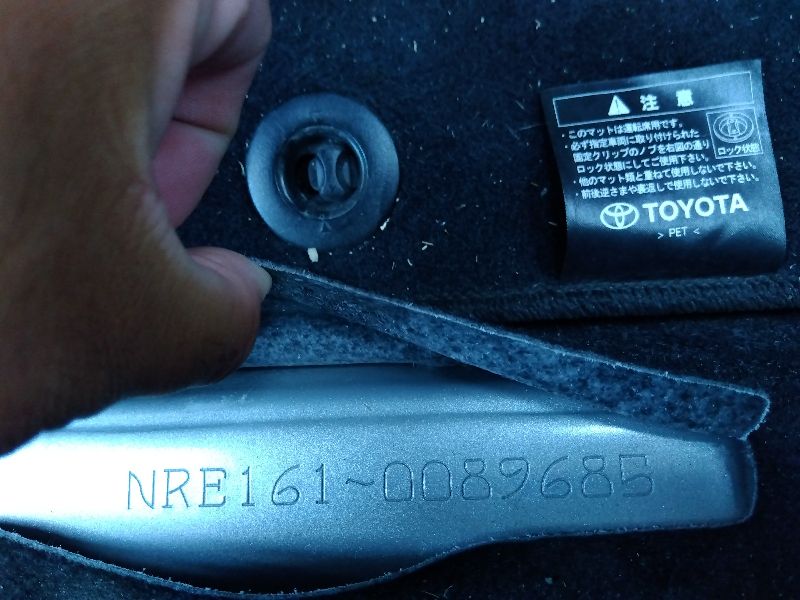 ⚠ 注意
・このマットは運転席用です。
・必ず指定車両に取り付けられた
固定クリップのノブを右図の通り
ロック状態にしてご使用下さい。
・他のマット類と重ねて使用しないで下さい。
・前後逆さまや裏返しで使用しないで下さい。
ロック状態
TOYOTA
> PET <
NRE161~0089685